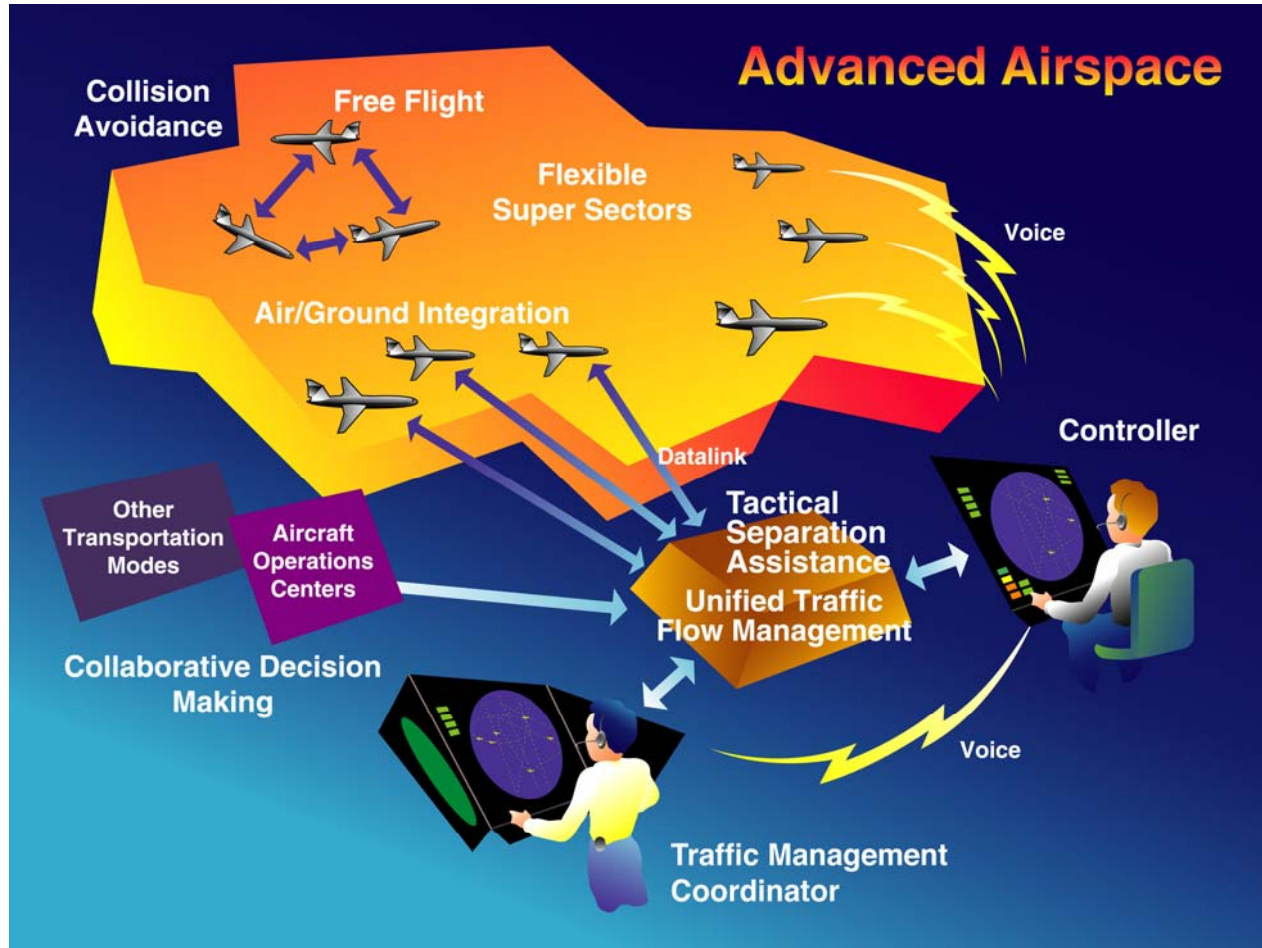 Advanced Airspace
Collision
Avoidance
Free Flight
Flexible
Super Sectors
Voice
Air/Ground Integration
Controller
Datalink
Other
Transportation
Modes
Aircraft
Operations
Centers
Tactical
Separation
Assistance
Unified Traffic
Flow Management
Collaborative Decision
Making
Voice
Traffic Management
Coordinator